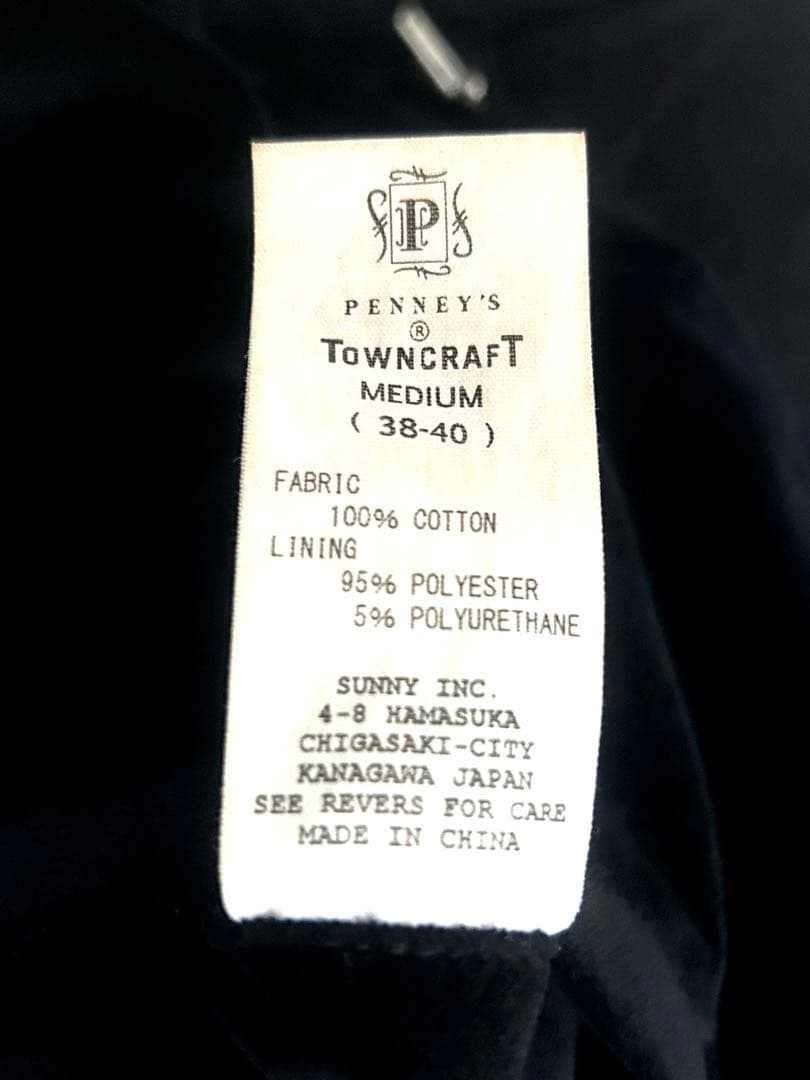 P
PENNEY'S
®
TOWNCRAFT
MEDIUM
( 38-40 )
FABRIC
100% COTTON
LINING
95% POLYESTER
5% POLYURETHANE
SUNNY INC.
4-8 HAMASUKA
CHIGASAKI-CITY
KANAGAWA JAPAN
SEE REVERS FOR CARE
MADE IN CHINA